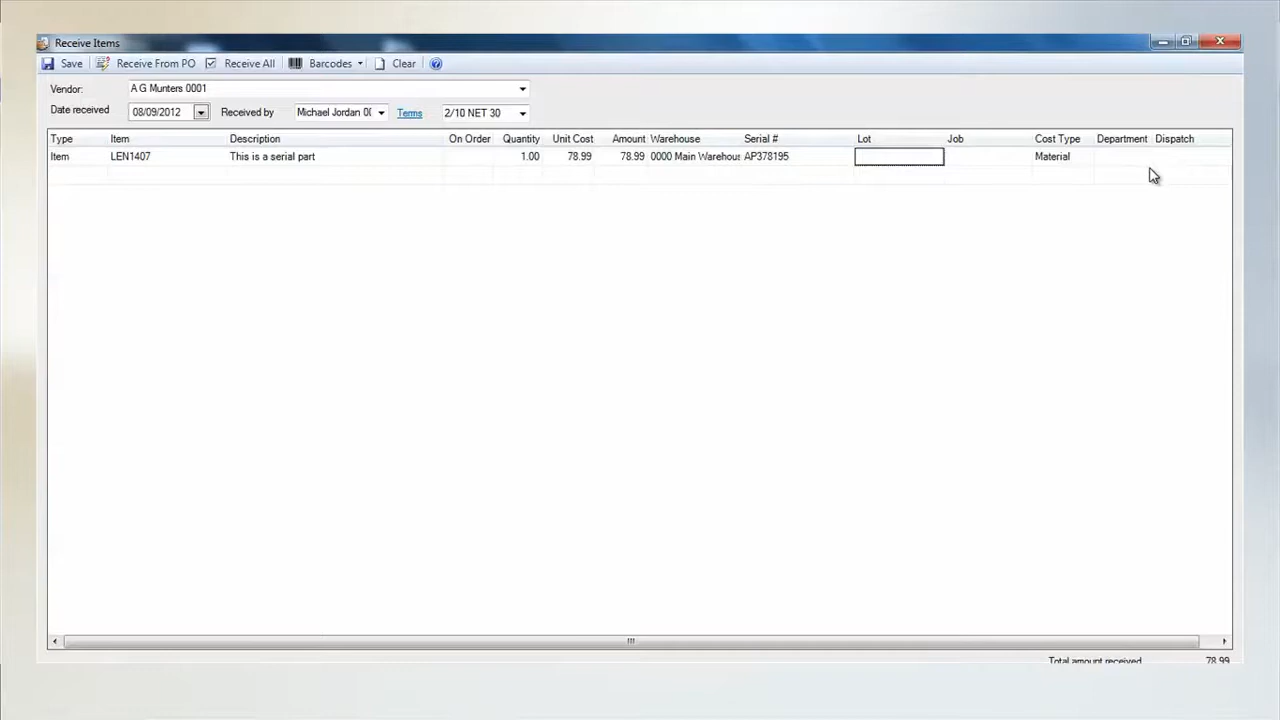 Receive Items
Save Receive From PO Receive All Barcodes Clear
Vendor: A G Munters 0001
Date received 08/09/2012 Received by Michael Jordan 0( Terms 2/10 NET 30
Type Item Description On Order Quantity Unit Cost Amount Warehouse Serial # Lot Job Cost Type Department Dispatch
Item LEN1407 This is a serial part 1.00 78.99 78.99 0000 Main Warehou: AP378195 Material
Total amount received 78.99